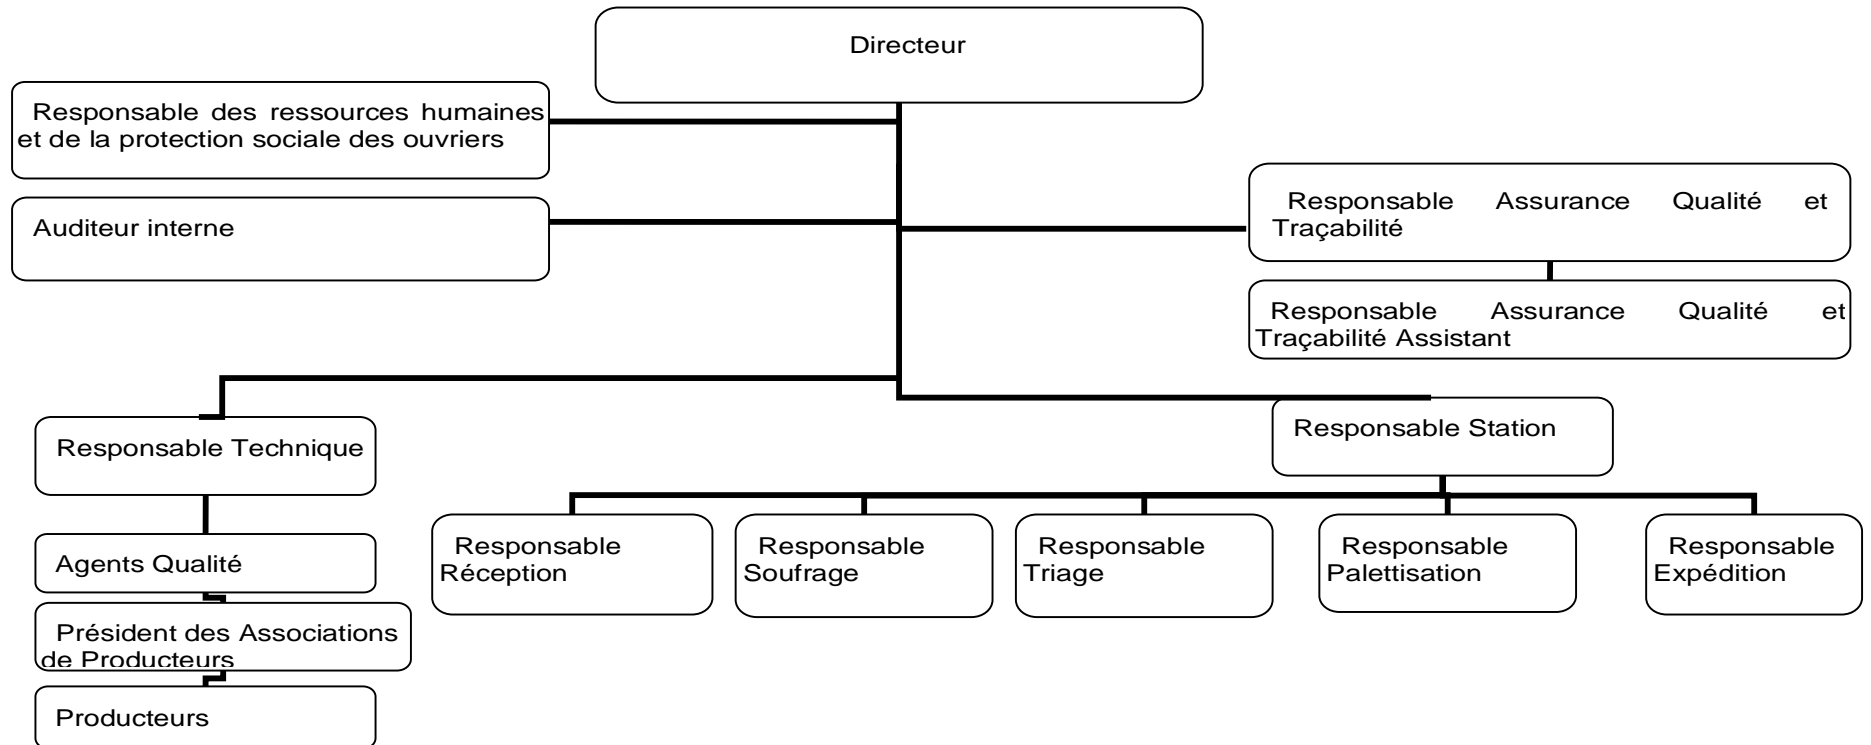 Directeur
Responsable des ressources humaines
et de la protection sociale des ouvriers
Auditeur interne
Responsable Assurance Qualité et
Traçabilité
Responsable Assurance Qualité et
Traçabilité Assistant
Responsable Technique
Responsable Station
Agents Qualité
Président des Associations
de Producteurs
Producteurs
Responsable
Réception
Responsable
Soufrage
Responsable
Triage
Responsable
Palettisation
Responsable
Expédition